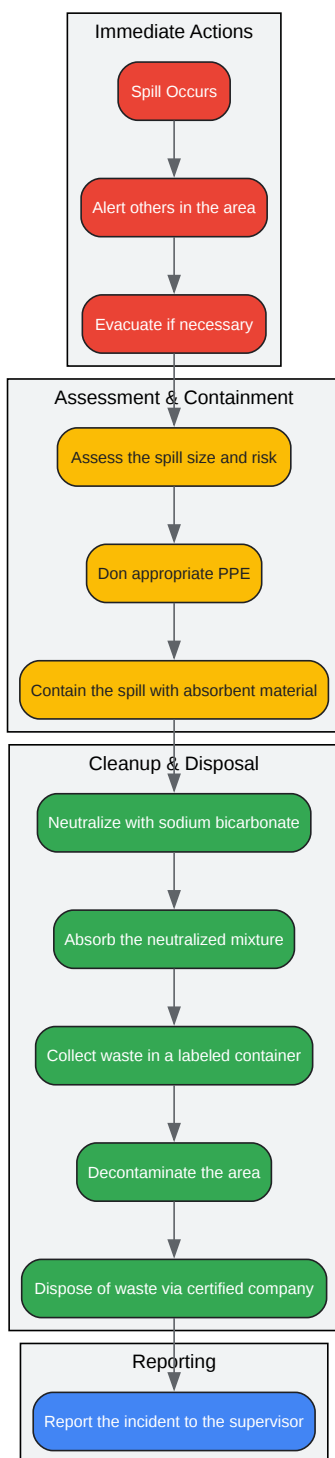 Immediate Actions
Spill Occurs
Alert others in the area
Evacuate if necessary
Assessment & Containment
Assess the spill size and risk
Don appropriate PPE
Contain the spill with absorbent material
Cleanup & Disposal
Neutralize with sodium bicarbonate
Absorb the neutralized mixture
Collect waste in a labeled container
Decontaminate the area
Dispose of waste via certified company
Reporting
Report the incident to the supervisor